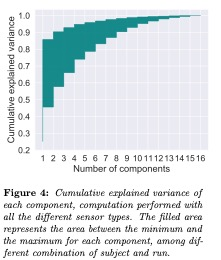 Cumulative explained variance
1.0
0.9
0.8
0.7
0.6
0.5
0.4
0.3
0.2
1 2 3 4 5 6 7 8 9 10 11 12 13 14 15 16
Number of components
Figure 4: Cumulative explained variance of
each component, computation performed with
all the different sensor types. The filled area
represents the area between the minimum and
the maximum for each component, among dif-
ferent combination of subject and run.